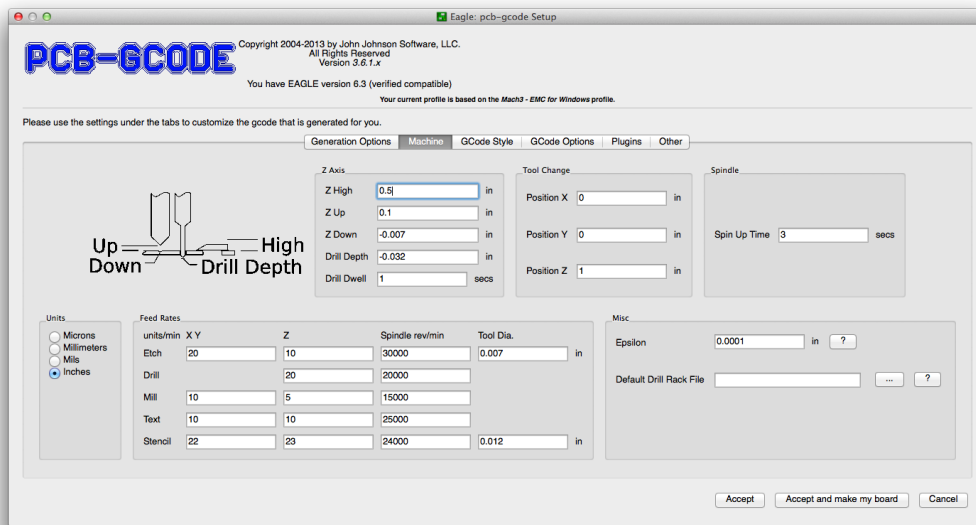 Eagle: pcb-gcode Setup
PCB-GCODE
Copyright 2004-2013 by John Johnson Software, LLC.
All Rights Reserved
Version 3.6.1.x
You have EAGLE version 6.3 (verified compatible)
Your current profile is based on the Mach3 - EMC for Windows profile.
Please use the settings under the tabs to customize the gcode that is generated for you.
Generation Options Machine GCode Style GCode Options Plugins Other
Up
Down
High
Drill Depth
Z Axis
Z High 0.5 in
Z Up 0.1 in
Z Down -0.007 in
Drill Depth -0.032 in
Drill Dwell 1 secs
Tool Change
Position X 0 in
Position Y 0 in
Position Z 1 in
Spindle
Spin Up Time 3 secs
Units
Microns
Millimeters
Mils
Inches
Feed Rates
units/min X Y Z Spindle rev/min Tool Dia.
Etch 20 10 30000 0.007 in
Drill 20 20000
Mill 10 5 15000
Text 10 10 25000
Stencil 22 23 24000 0.012 in
Misc
Epsilon 0.0001 in ?
Default Drill Rack File ... ?
Accept Accept and make my board Cancel